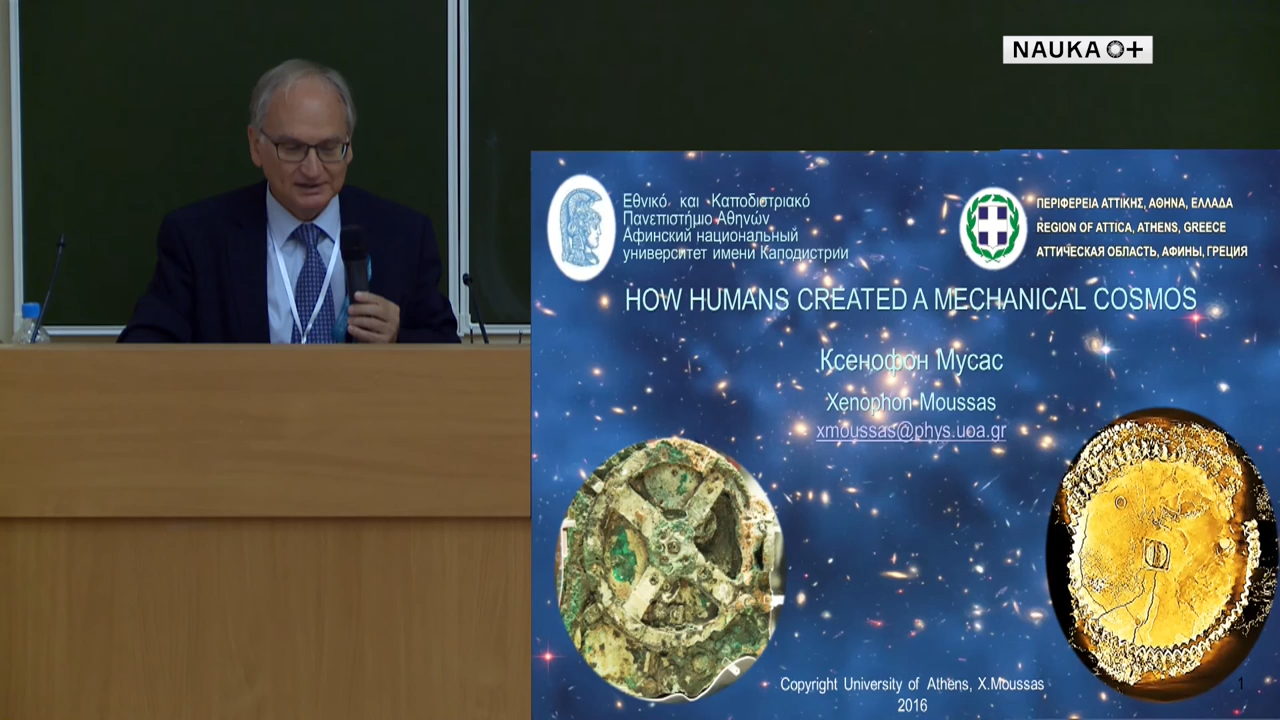 NAUKA O+
Εθνικό και Καποδιστριακό
Πανεπιστήμιο Αθηνών
Афинский национальный
университет имени Каподистрии
ΠΕΡΙΦΕΡΕΙΑ ΑΤΤΙΚΗΣ, ΑΘΗΝΑ, ΕΛΛΑΔΑ
REGION OF ATTICA, ATHENS, GREECE
АТТИЧЕСКАЯ ОБЛАСТЬ, АФИНЫ, ГРЕЦИЯ
HOW HUMANS CREATED A MECHANICAL COSMOS
Ксенофон Мусас
Xenophon Moussas
xmoussas@phys.uoa.gr
Copyright University of Athens, X.Moussas
2016
1